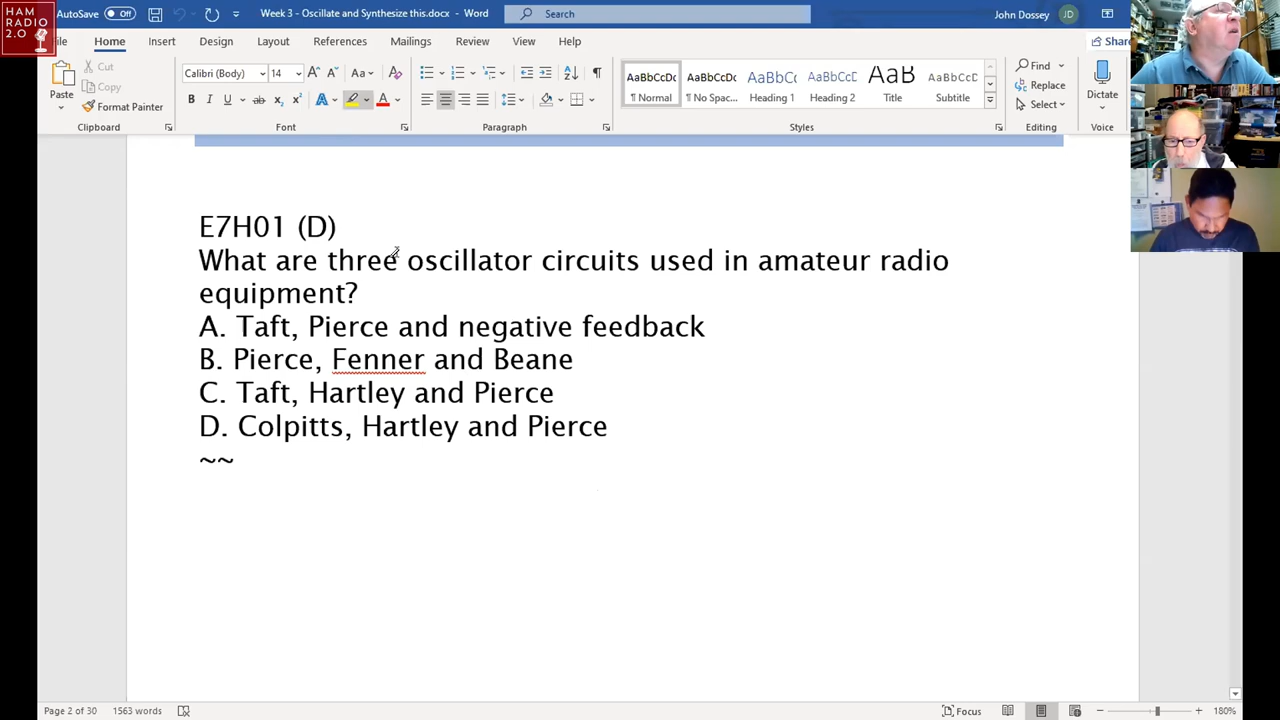 HAM
RADIO
2.0
AutoSave Off
Week 3 - Oscillate and Synthesize this.docx - Word
Search
John Dossey JD
File Home Insert Design Layout References Mailings Review View Help
Share
Paste
Cut
Copy
Format Painter
Clipboard
Calibri (Body) 14
Font
Paragraph
AaBbCcDc AaBbCcDc AaBbCc AaBbCcD AaB AaBbCcD
¶ Normal ¶ No Spac... Heading 1 Heading 2 Title Subtitle
Styles
Find
Replace
Select
Editing
Dictate
Voice
E7H01 (D)
What are three oscillator circuits used in amateur radio
equipment?
A. Taft, Pierce and negative feedback
B. Pierce, Fenner and Beane
C. Taft, Hartley and Pierce
D. Colpitts, Hartley and Pierce
~~
Page 2 of 30 1563 words Focus 180%